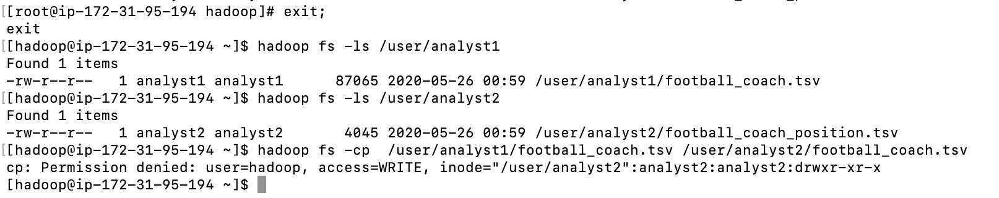 [[root@ip-172-31-95-194 hadoop]# exit;
exit
[[hadoop@ip-172-31-95-194 ~]$ hadoop fs -ls /user/analyst1
Found 1 items
-rw-r--r--   1 analyst1 analyst1      87065 2020-05-26 00:59 /user/analyst1/football_coach.tsv
[[hadoop@ip-172-31-95-194 ~]$ hadoop fs -ls /user/analyst2
Found 1 items
-rw-r--r--   1 analyst2 analyst2       4045 2020-05-26 00:59 /user/analyst2/football_coach_position.tsv
[[hadoop@ip-172-31-95-194 ~]$ hadoop fs -cp  /user/analyst1/football_coach.tsv /user/analyst2/football_coach.tsv
cp: Permission denied: user=hadoop, access=WRITE, inode="/user/analyst2":analyst2:analyst2:drwxr-xr-x
[hadoop@ip-172-31-95-194 ~]$